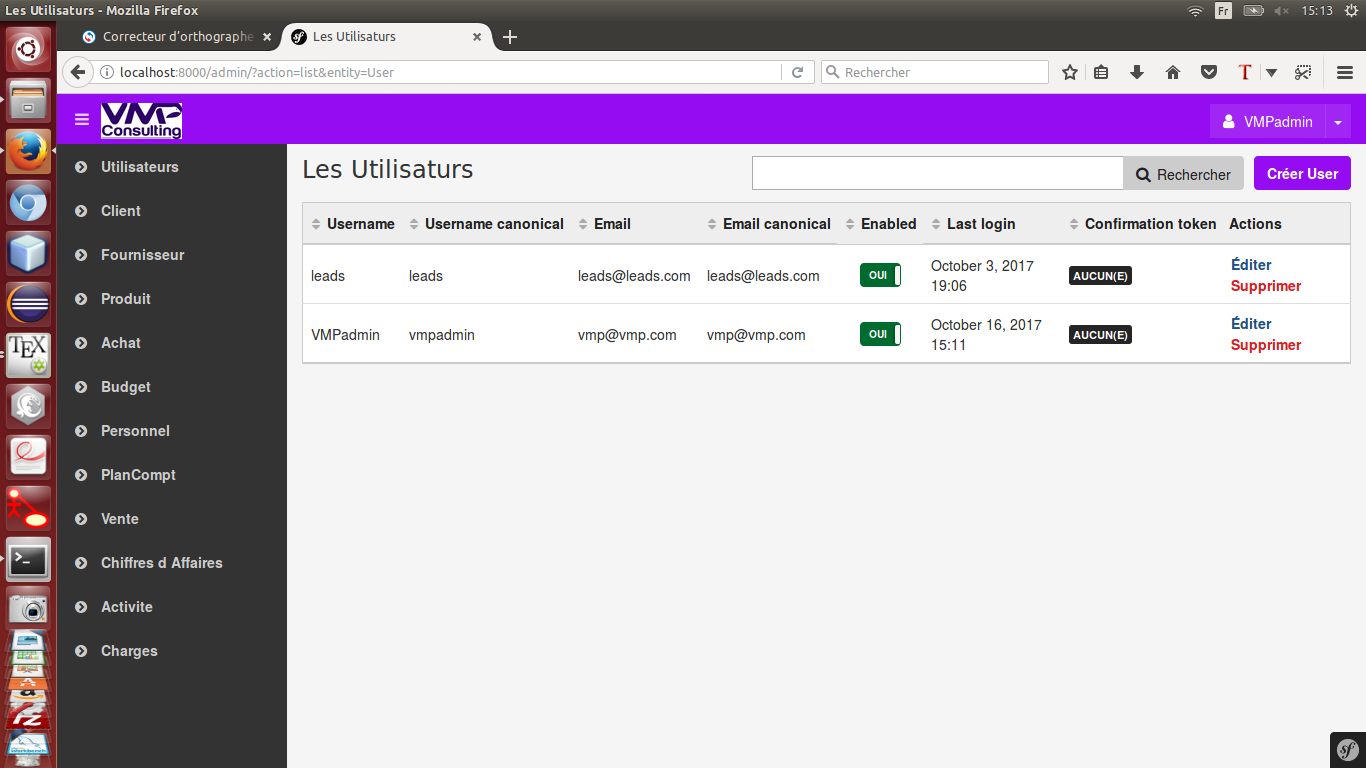 Les Utilisaturs - Mozilla Firefox
Fr
15:13
Correcteur d'orthographe
Les Utilisaturs
localhost:8000/admin/?action=list&entity=User
Rechercher
VMP
Consulting
VMPadmin
Utilisateurs
Client
Fournisseur
Produit
Achat
Budget
Personnel
PlanCompt
Vente
Chiffres d Affaires
Activite
Charges
Les Utilisaturs
Rechercher
Créer User
Username Username canonical Email Email canonical Enabled Last login Confirmation token Actions
leads leads leads@leads.com leads@leads.com OUI October 3, 2017 19:06 AUCUN(E) Éditer Supprimer
VMPadmin vmpadmin vmp@vmp.com vmp@vmp.com OUI October 16, 2017 15:11 AUCUN(E) Éditer Supprimer
TEX
sf